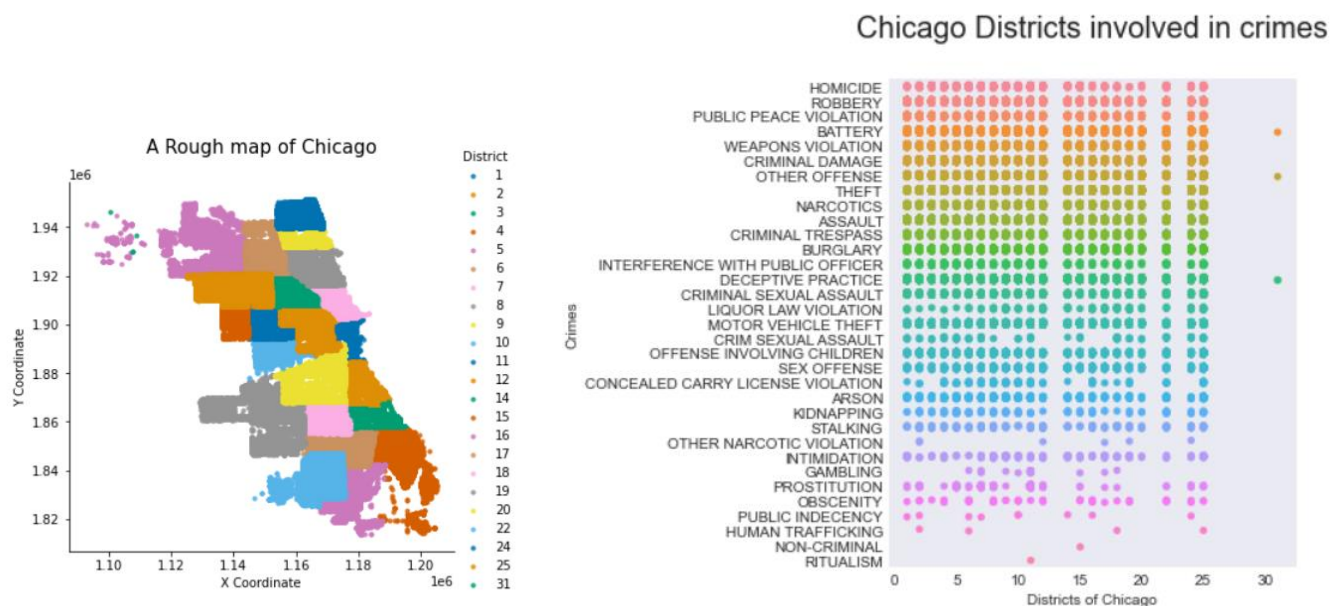 Chicago Districts involved in crimes
A Rough map of Chicago
1e6
1.94
1.92
1.90
1.88
1.86
1.84
1.82
Y Coordinate
1.10
1.12
1.14
1.16
1.18
1.20
1e6
X Coordinate
District
1
2
3
4
5
6
7
8
9
10
11
12
14
15
16
17
18
19
20
22
24
25
31
HOMICIDE
ROBBERY
PUBLIC PEACE VIOLATION
BATTERY
WEAPONS VIOLATION
CRIMINAL DAMAGE
OTHER OFFENSE
THEFT
NARCOTICS
ASSAULT
CRIMINAL TRESPASS
BURGLARY
INTERFERENCE WITH PUBLIC OFFICER
DECEPTIVE PRACTICE
CRIMINAL SEXUAL ASSAULT
LIQUOR LAW VIOLATION
MOTOR VEHICLE THEFT
CRIM SEXUAL ASSAULT
OFFENSE INVOLVING CHILDREN
SEX OFFENSE
CONCEALED CARRY LICENSE VIOLATION
ARSON
KIDNAPPING
STALKING
OTHER NARCOTIC VIOLATION
INTIMIDATION
GAMBLING
PROSTITUTION
OBSCENITY
PUBLIC INDECENCY
HUMAN TRAFFICKING
NON-CRIMINAL
RITUALISM
Crimes
0
5
10
15
20
25
30
Districts of Chicago